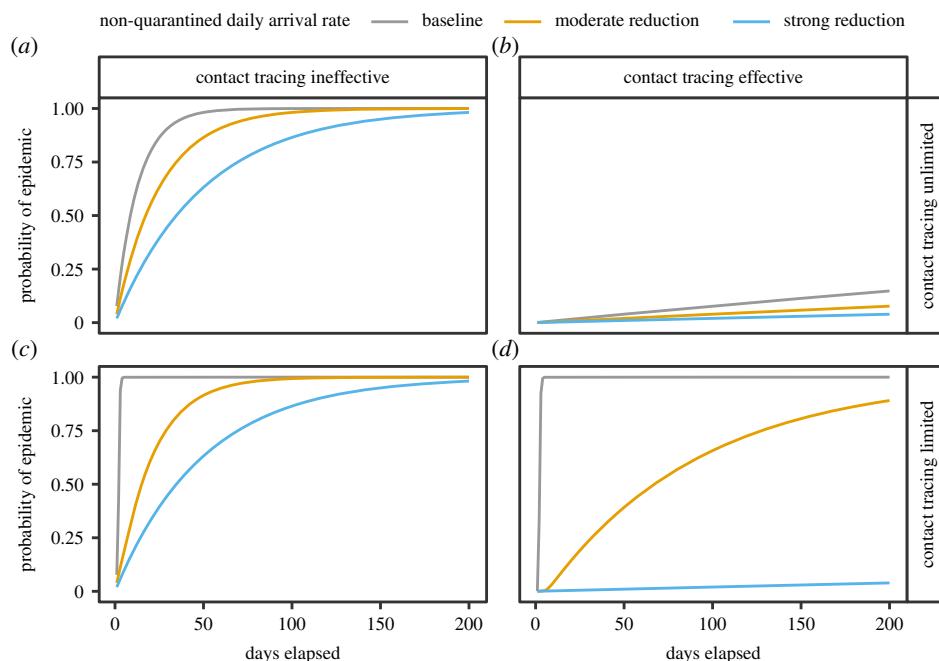 non-quarantined daily arrival rate baseline moderate reduction strong reduction
(a) (b)
contact tracing ineffective contact tracing effective
1.00
0.75
0.50
0.25
0
probability of epidemic
contact tracing unlimited
(c) (d)
1.00
0.75
0.50
0.25
0
probability of epidemic
contact tracing limited
0 50 100 150 200 0 50 100 150 200
days elapsed days elapsed